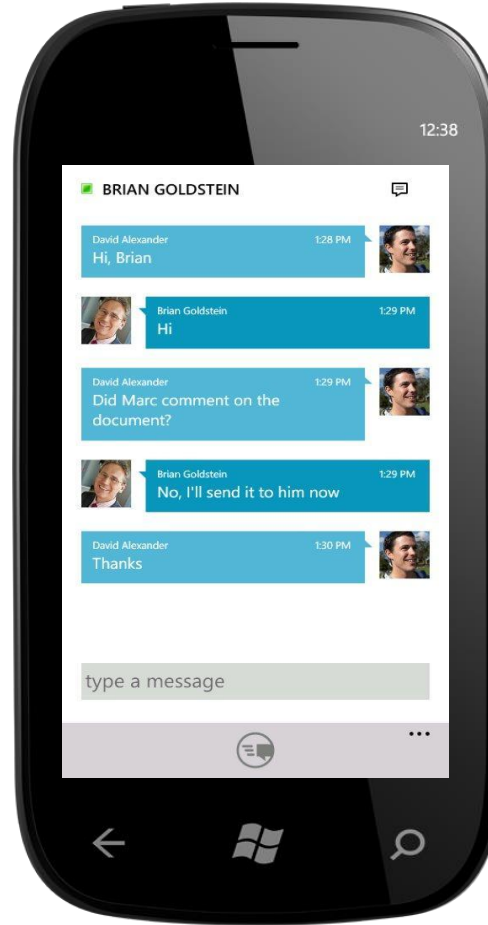 12:38
BRIAN GOLDSTEIN
David Alexander 1:28 PM
Hi, Brian
Brian Goldstein 1:29 PM
Hi
David Alexander 1:29 PM
Did Marc comment on the
document?
Brian Goldstein 1:29 PM
No, I'll send it to him now
David Alexander 1:30 PM
Thanks
type a message